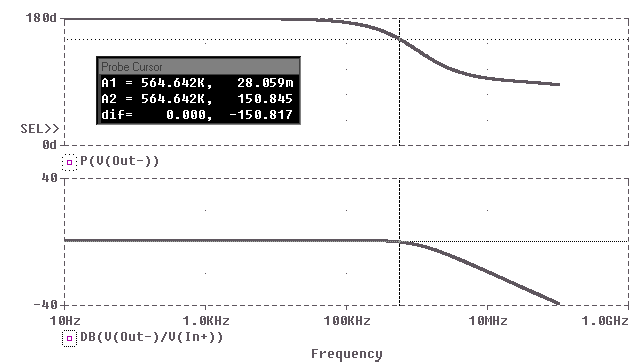 180d
Probe Cursor
A1 = 564.642K, 28.059m
A2 = 564.642K, 150.845
dif= 0.000, -150.817
SEL>>
0d
P(V(Out-))
40
-40
10Hz 1.0KHz 100KHz 10MHz 1.0GHz
DB(V(Out-)/V(In+))
Frequency